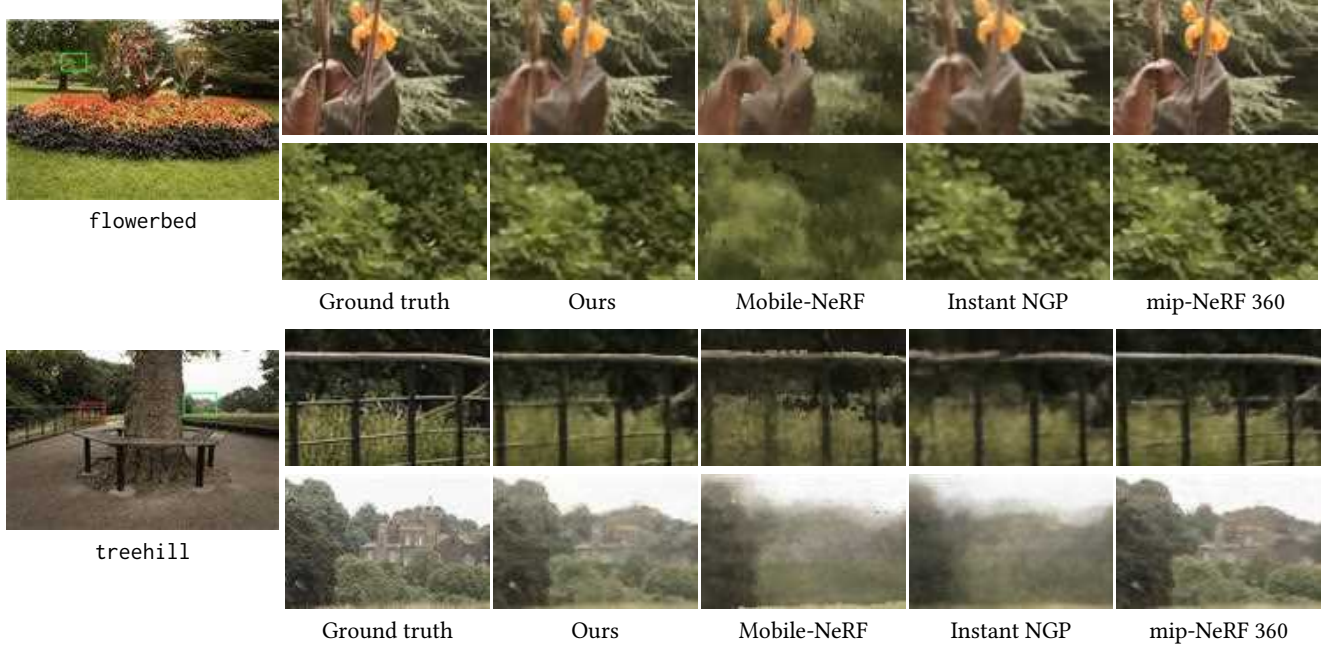 flowerbed
Ground truth Ours Mobile-NeRF Instant NGP mip-NeRF 360
treehill
Ground truth Ours Mobile-NeRF Instant NGP mip-NeRF 360